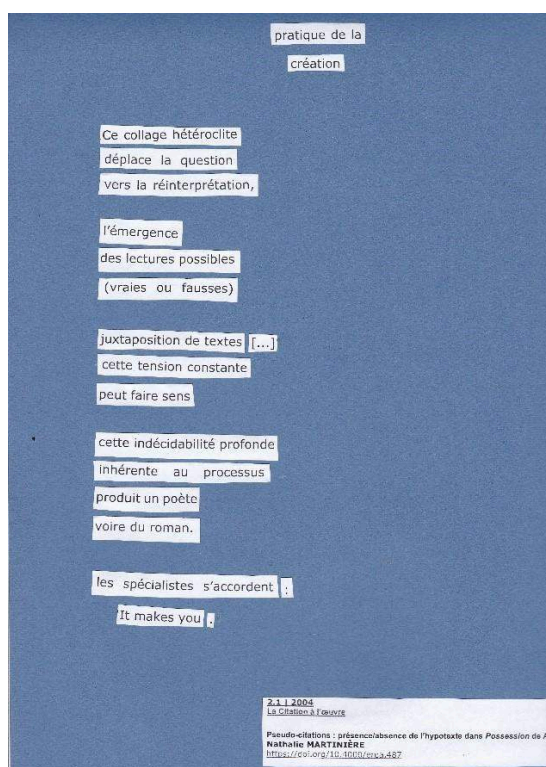 pratique de la
création
Ce collage hétéroclite
déplace la question
vers la réinterprétation,
l'émergence
des lectures possibles
(vraies ou fausses)
juxtaposition de textes [...]
cette tension constante
peut faire sens
cette indécidabilité profonde
inhérente au processus
produit un poète
voire du roman.
les spécialistes s'accordent :
It makes you .
2.1 | 2004
La Citation à l'œuvre
Pseudo-citations : présence/absence de l'hypotexte dans Possession de A
Nathalie MARTINIÈRE
https://doi.org/10.4000/erea.487